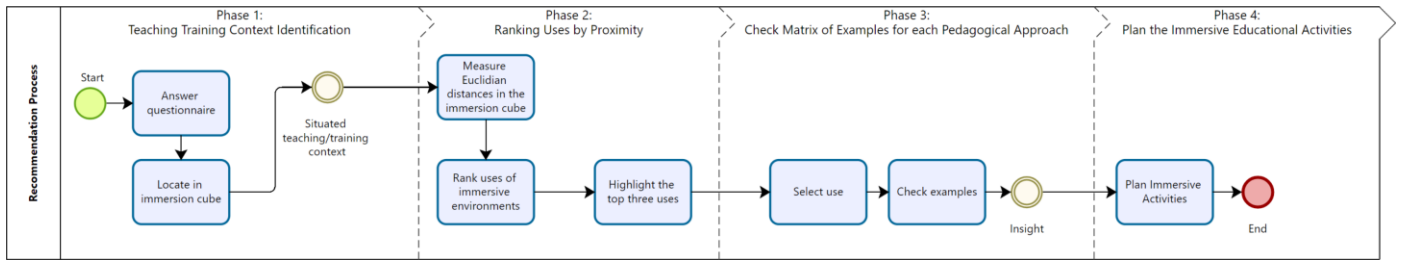 Recommendation Process
Phase 1:
Teaching Training Context Identification
Start
Answer
questionnaire
Locate in
immersion cube
Situated
teaching/training
context
Phase 2:
Ranking Uses by Proximity
Measure
Euclidian
distances in the
immersion cube
Rank uses of
immersive
environments
Highlight the
top three uses
Phase 3:
Check Matrix of Examples for each Pedagogical Approach
Select use
Check examples
Insight
Phase 4:
Plan the Immersive Educational Activities
Plan Immersive
Activities
End